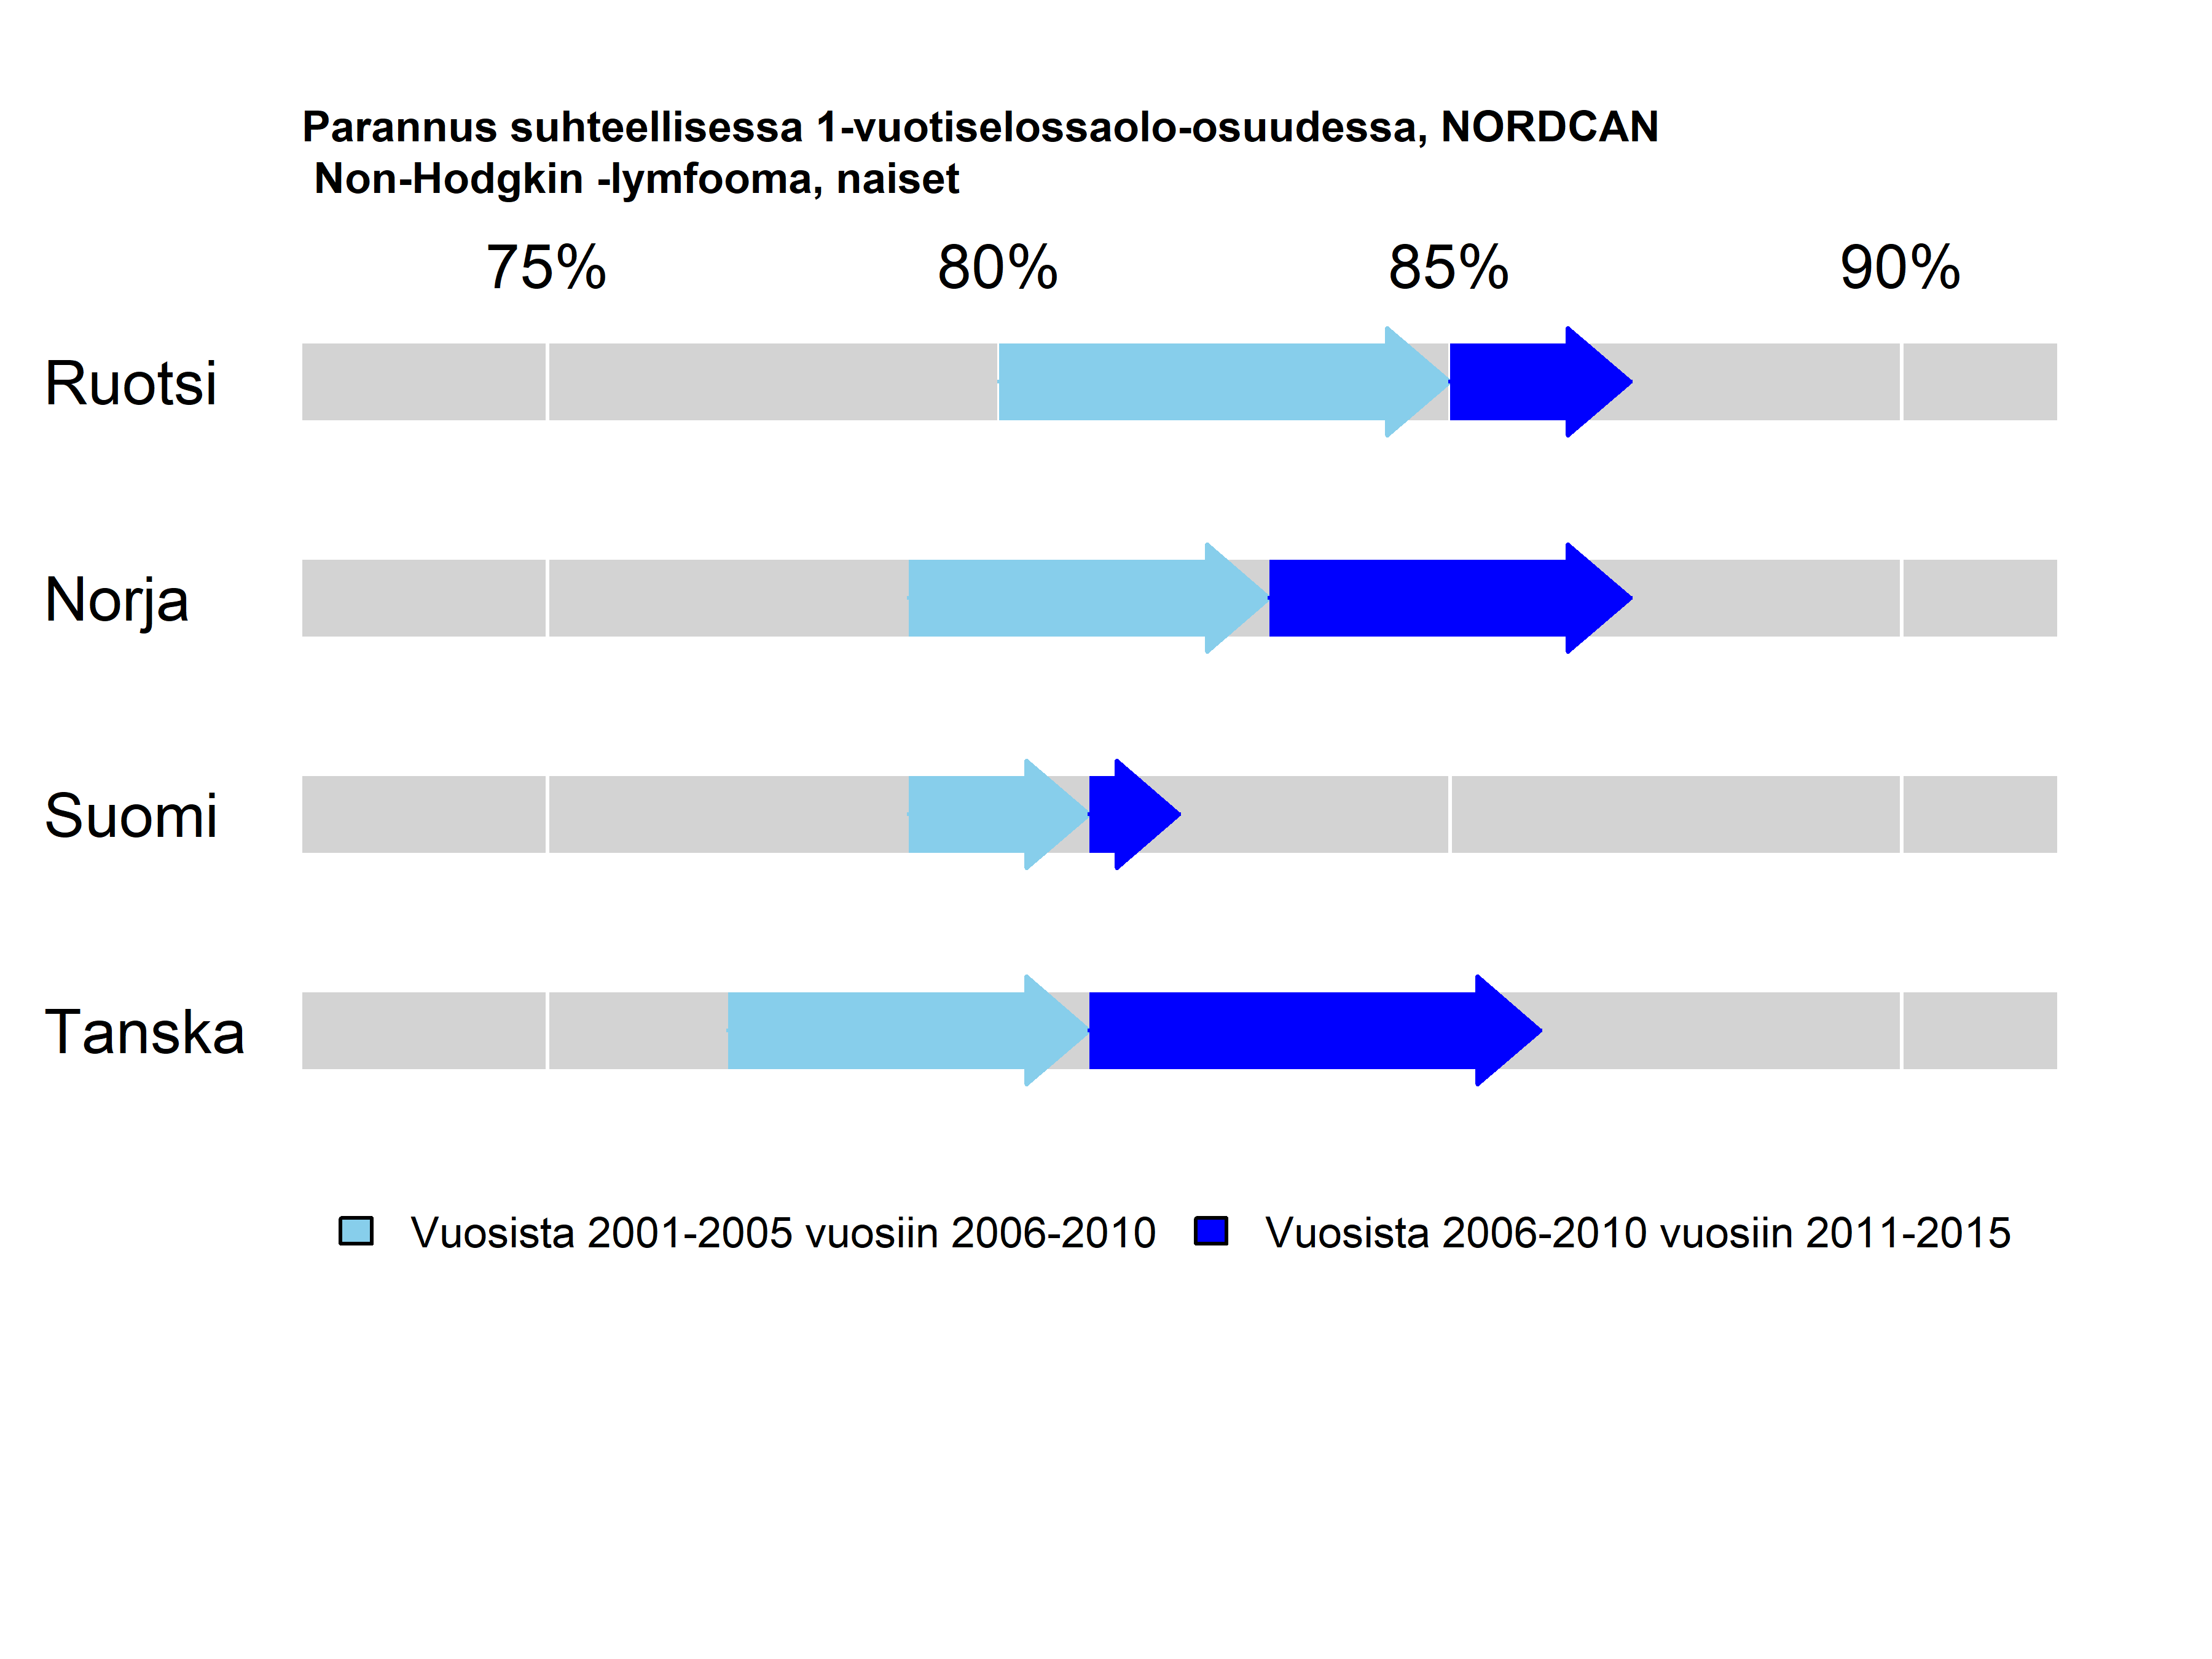 Parannus suhteellisessa 1-vuotiselossaolo-osuudessa, NORDCAN
Non-Hodgkin -lymfooma, naiset
75% 80% 85% 90%
Ruotsi
Norja
Suomi
Tanska
Vuosista 2001-2005 vuosiin 2006-2010 Vuosista 2006-2010 vuosiin 2011-2015